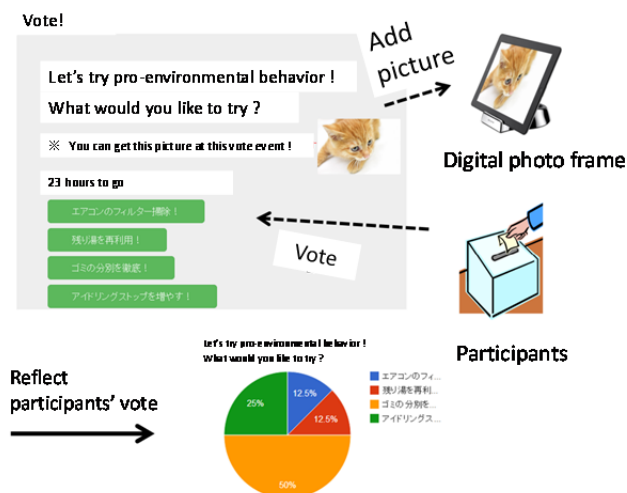 Vote!
Add
picture
Let's try pro-environmental behavior !
What would you like to try ?
※ You can get this picture at this vote event !
Digital photo frame
23 hours to go
エアコンのフィルター掃除！
残り湯を再利用！
ゴミの分別を徹底！
アイドリングストップを増やす！
Vote
Participants
Let's try pro-environmental behavior !
What would you like to try ?
Reflect
participants' vote
25%
12.5%
12.5%
50%
エアコンのフィ...
残り湯を再利...
ゴミの分別を...
アイドリングス...